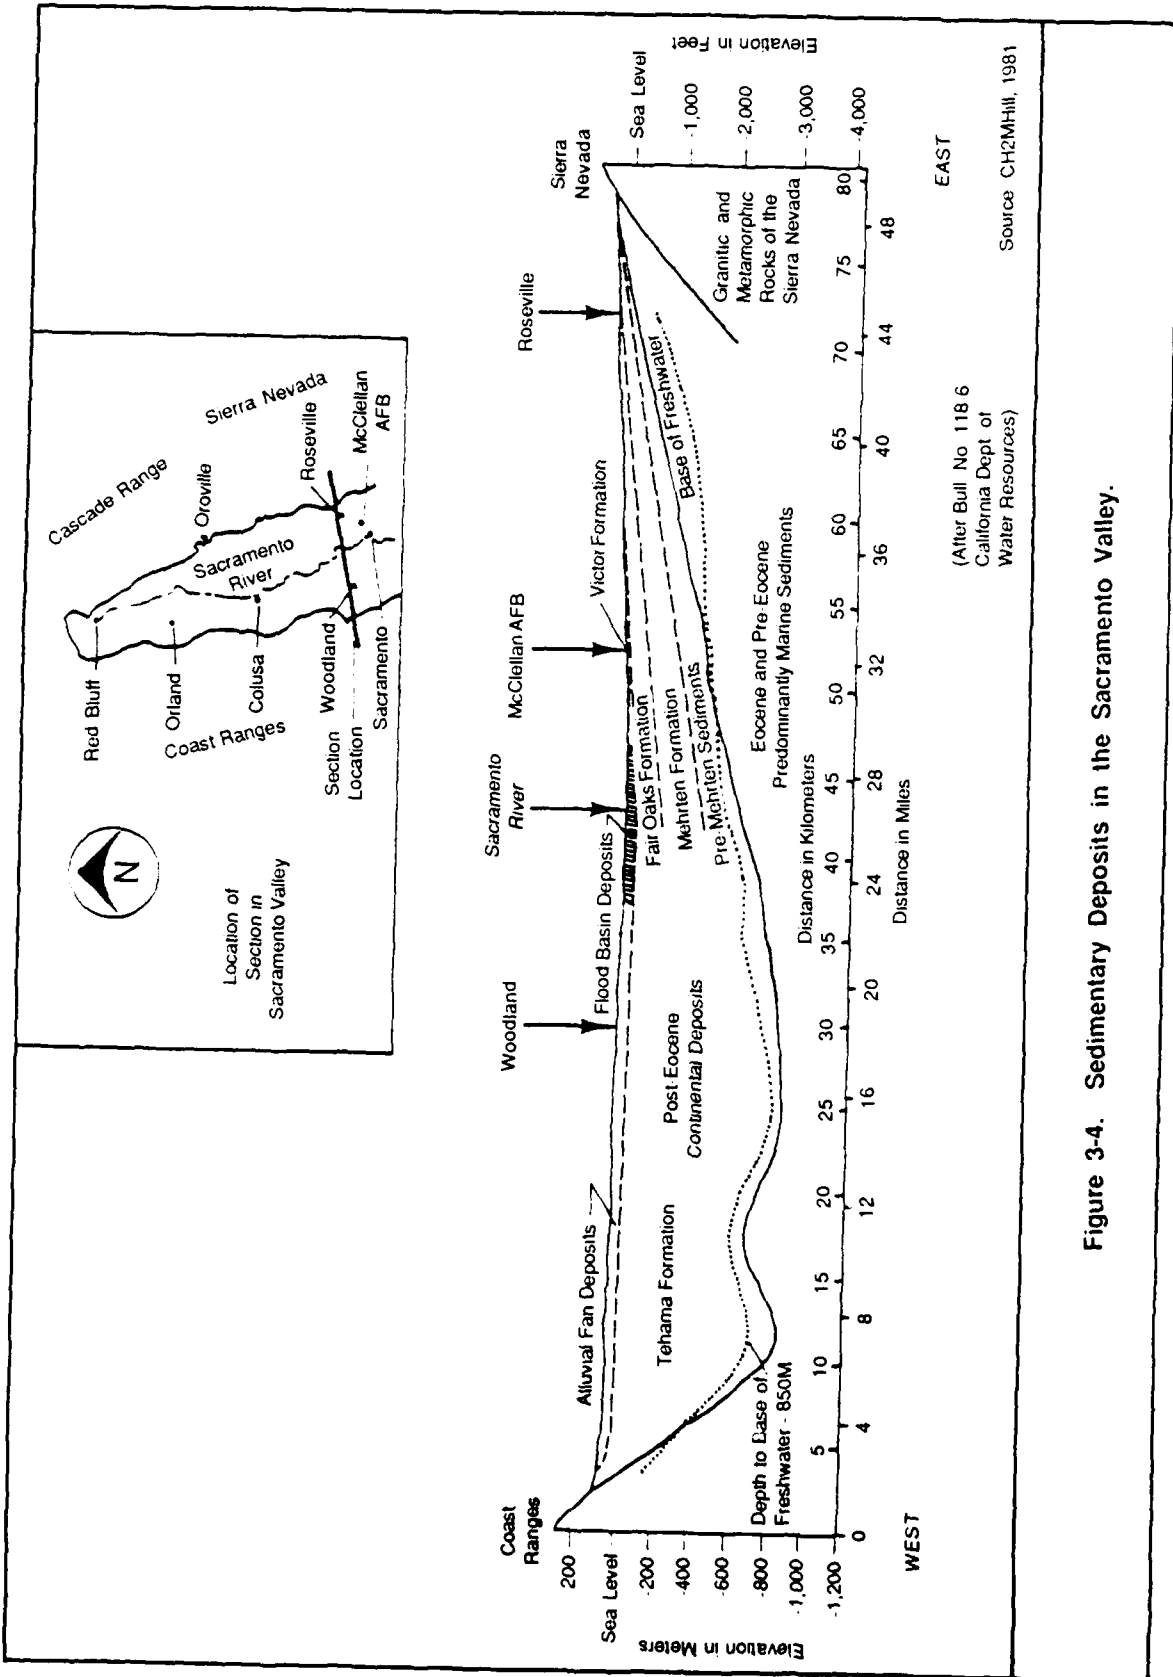 Location of
Section in
Sacramento Valley
N
Red Bluff
Orland
Colusa
Coast Ranges
Woodland
Section
Location
Sacramento
Cascade Range
Oroville
Sacramento
River
Sierra Nevada
Roseville
McClellan
AFB
Coast
Ranges
Woodland
Sacramento
River
McClellan AFB
Roseville
Sierra
Nevada
Elevation in Meters
200
Sea Level
-200
-400
-600
-800
-1,000
-1,200
Alluvial Fan Deposits
Flood Basin Deposits
Victor Formation
Tehama Formation
Post Eocene
Continental Deposits
Fair Oaks Formation
Mehrten Formation
Pre-Mehrten Sediments
Base of Freshwater
Depth to Base of
Freshwater - 850M
Eocene and Pre-Eocene
Predominantly Marine Sediments
Granitic and
Metamorphic
Rocks of the
Sierra Nevada
Elevation in Feet
Sea Level
-1,000
-2,000
-3,000
-4,000
Distance in Kilometers
0 5 10 15 20 25 30 35 40 45 50 55 60 65 70 75 80
4 8 12 16 20 24 28 32 36 40 44 48
Distance in Miles
WEST
EAST
(After Bull No 118 6
California Dept of
Water Resources)
Source CH2MHill, 1981
Figure 3-4. Sedimentary Deposits in the Sacramento Valley.